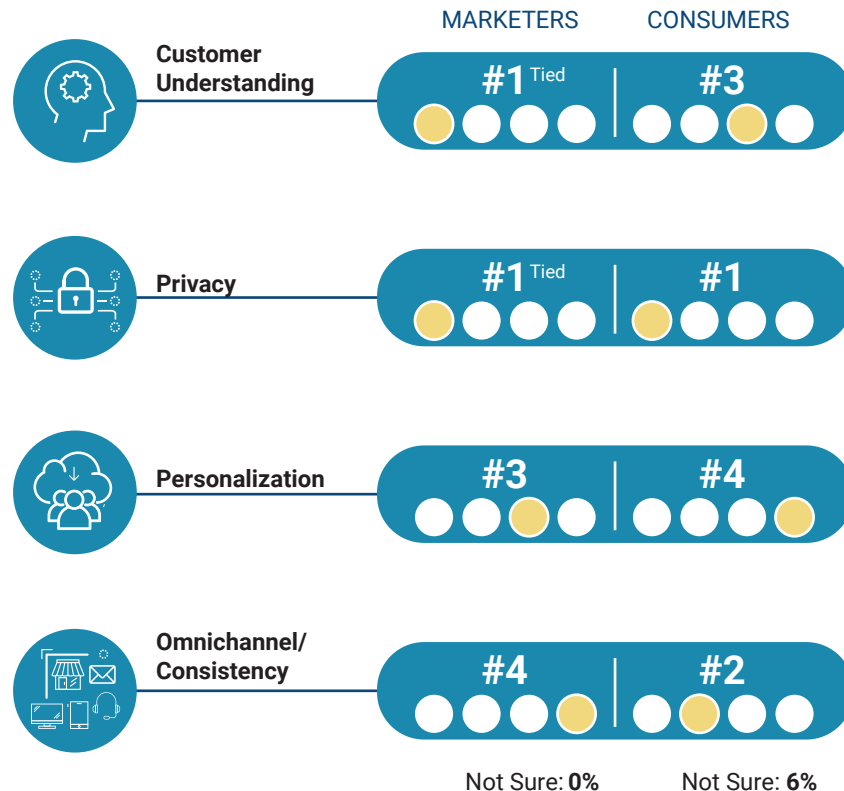 MARKETERS CONSUMERS
Customer
Understanding
#1 Tied #3
Privacy
#1 Tied #1
Personalization
#3 #4
Omnichannel/
Consistency
#4 #2
Not Sure: 0% Not Sure: 6%